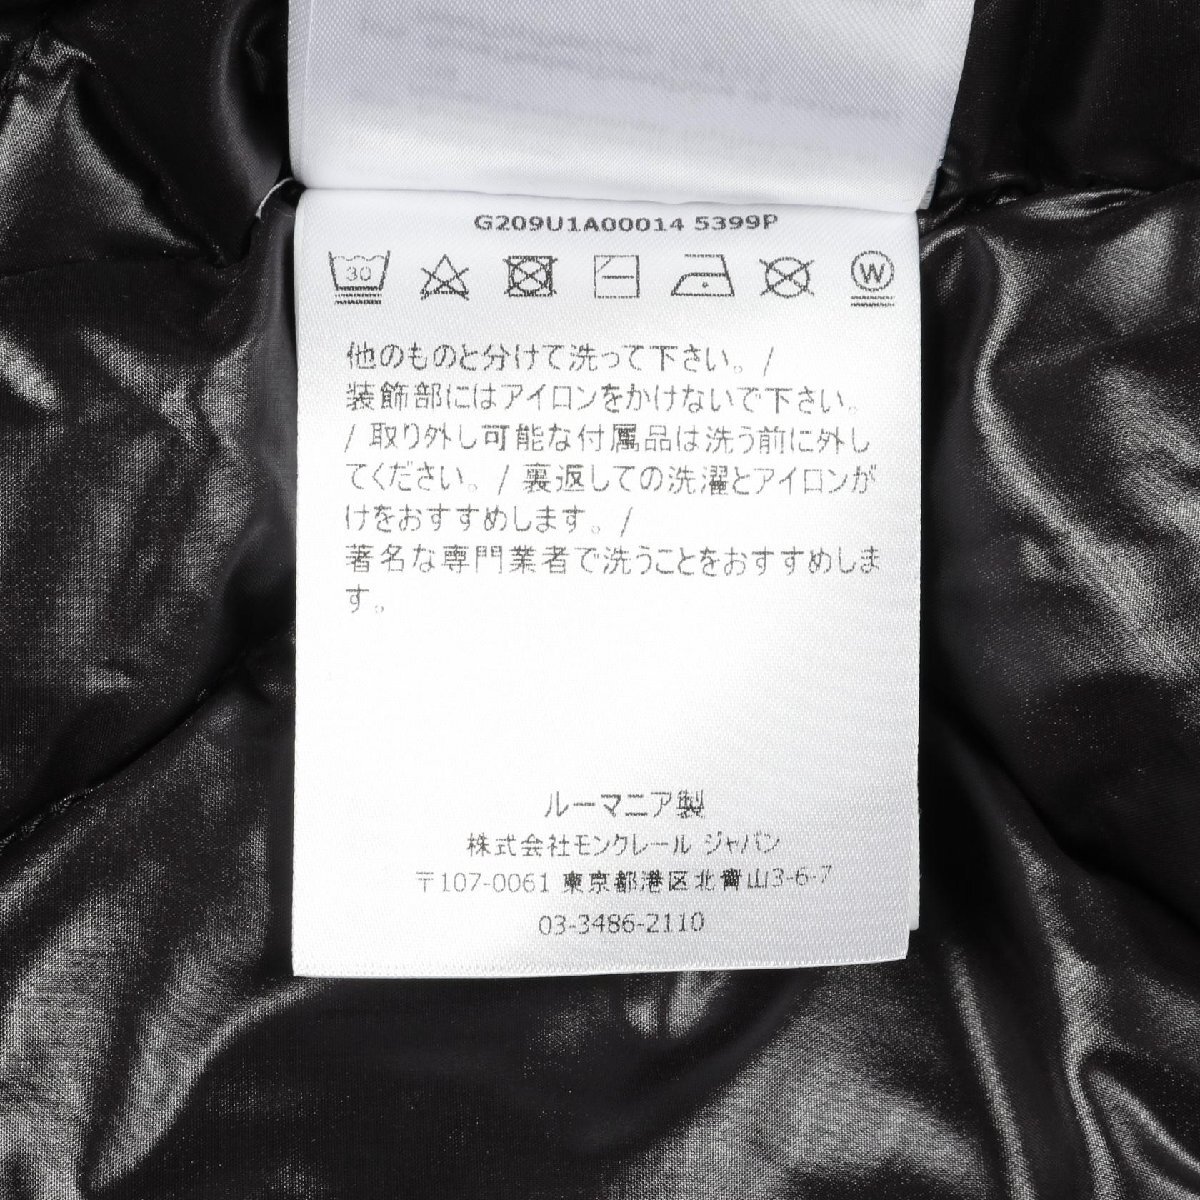 G209U1A00014 5399P
30
W
他のものと分けて洗って下さい。/
装飾部にはアイロンをかけないで下さい。
/ 取り外し可能な付属品は洗う前に外し
てください。/ 裏返しての洗濯とアイロンが
けをおすすめします。/
著名な専門業者で洗うことをおすすめしま
す。
ルーマニア製
株式会社モンクレール ジャパン
〒107-0061 東京都港区北青山3-6-7
03-3486-2110